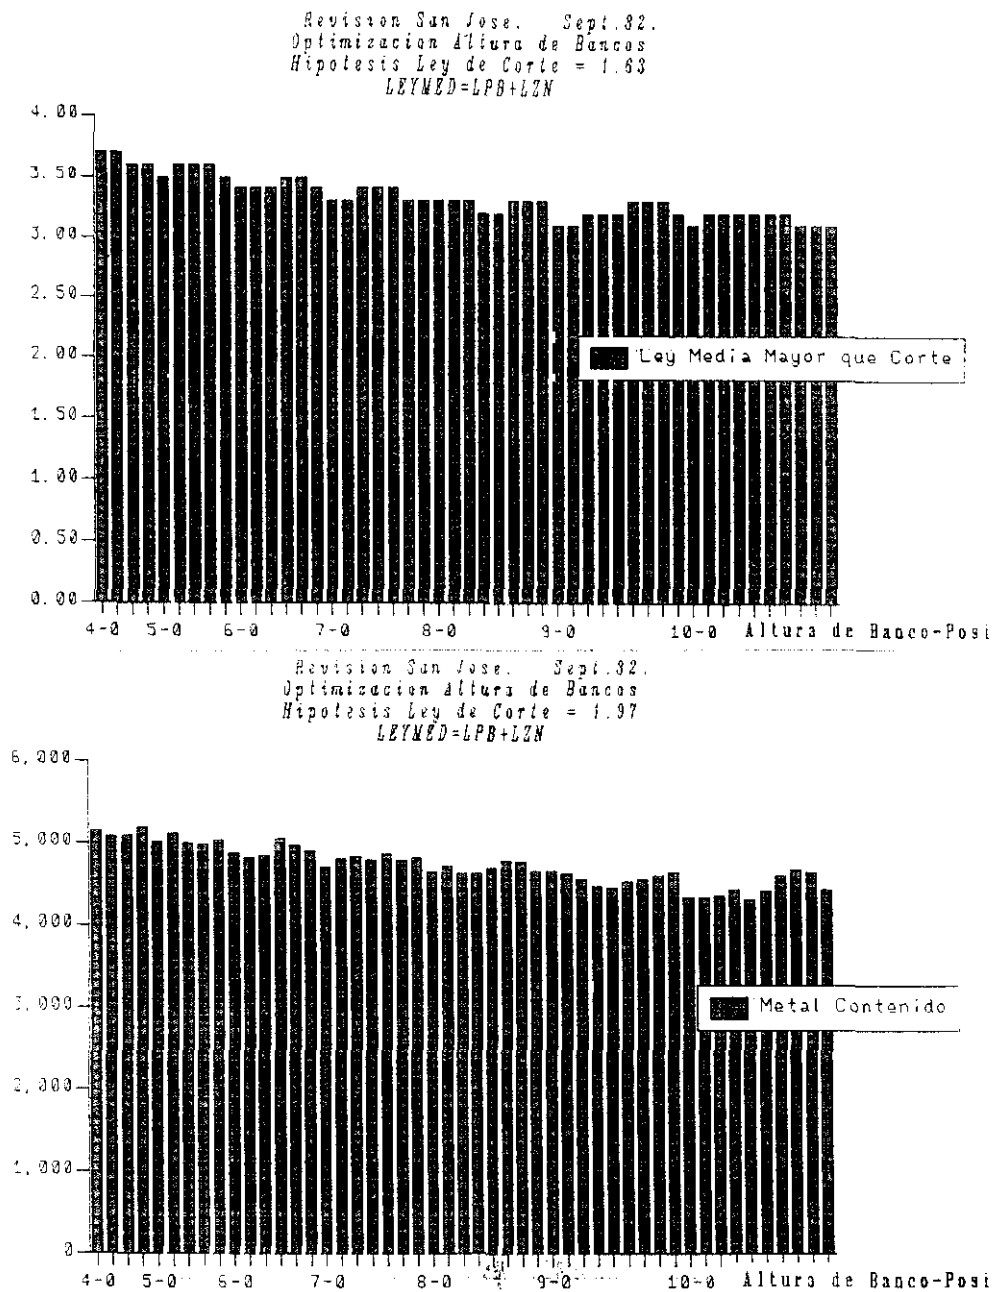 Revision San Jose. Sept.82.
Optimizacion Altura de Bancos
Hipotesis Ley de Corte = 1.63
LEYMED=LPB+LZN
4.00
3.50
3.00
2.50
2.00
1.50
1.00
0.50
0.00
Ley Media Mayor que Corte
4-0 5-0 6-0 7-0 8-0 9-0 10-0 Altura de Banco-Posi
Revision San Jose. Sept.82.
Optimizacion Altura de Bancos
Hipotesis Ley de Corte = 1.97
LEYMED=LPB+LZN
6,000
5,000
4,000
3,000
2,000
1,000
0
Metal Contenido
4-0 5-0 6-0 7-0 8-0 9-0 10-0 Altura de Banco-Posi